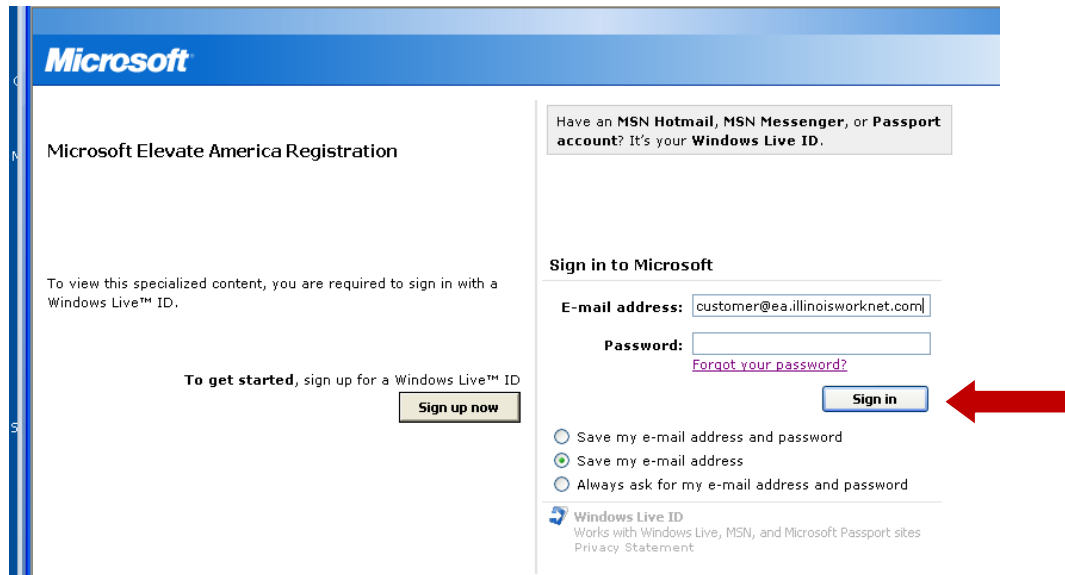 Microsoft
Microsoft Elevate America Registration
To view this specialized content, you are required to sign in with a
Windows Live™ ID.
To get started, sign up for a Windows Live™ ID
Sign up now
Have an MSN Hotmail, MSN Messenger, or Passport
account? It's your Windows Live ID.
Sign in to Microsoft
E-mail address: customer@ea.illinoisworknet.com
Password:
Forgot your password?
Sign in
Save my e-mail address and password
Save my e-mail address
Always ask for my e-mail address and password
Windows Live ID
Works with Windows Live, MSN, and Microsoft Passport sites
Privacy Statement